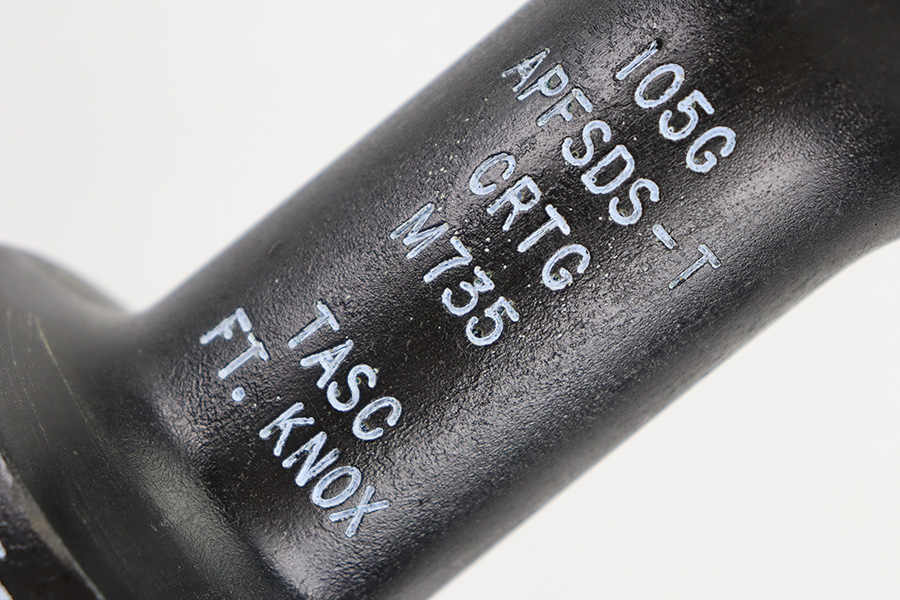 105G
APFSDS-T
CRTG
M735
TASC
FT. KNOX